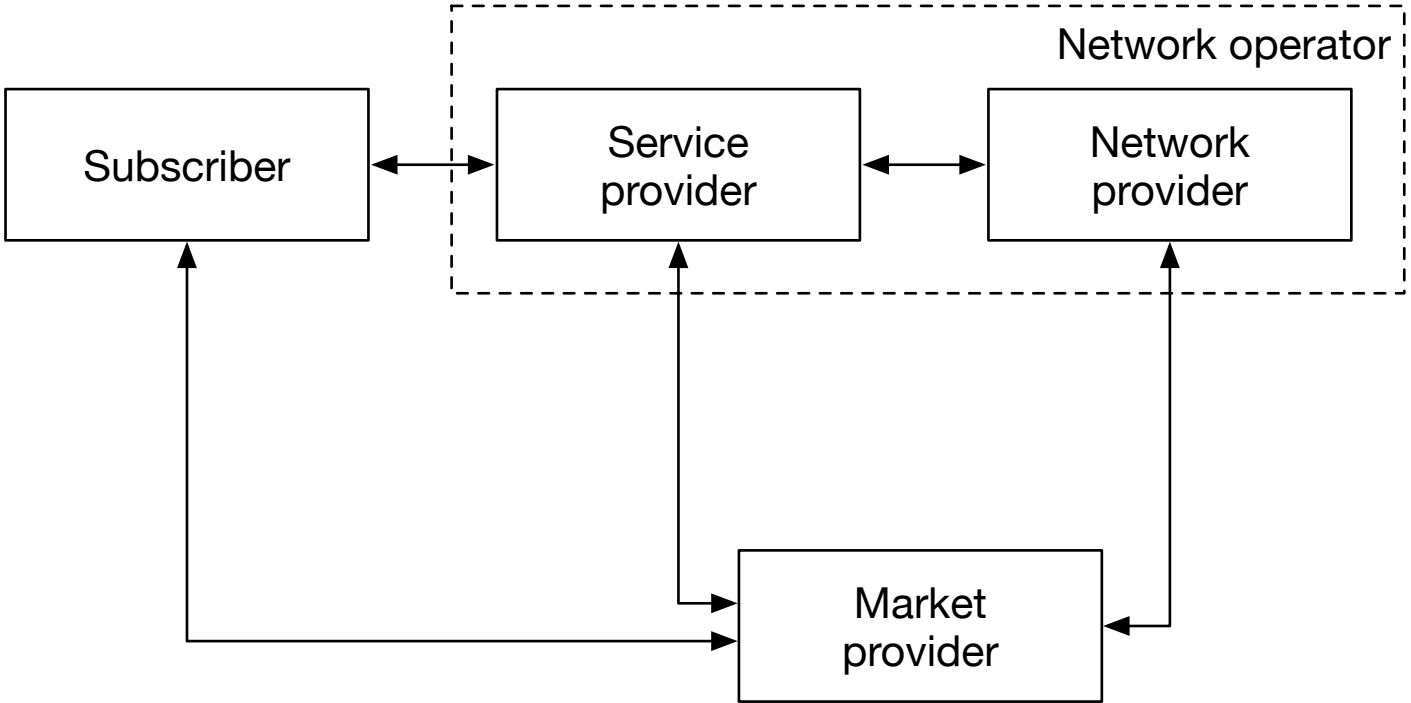 Network operator
Subscriber
Service
provider
Network
provider
Market
provider